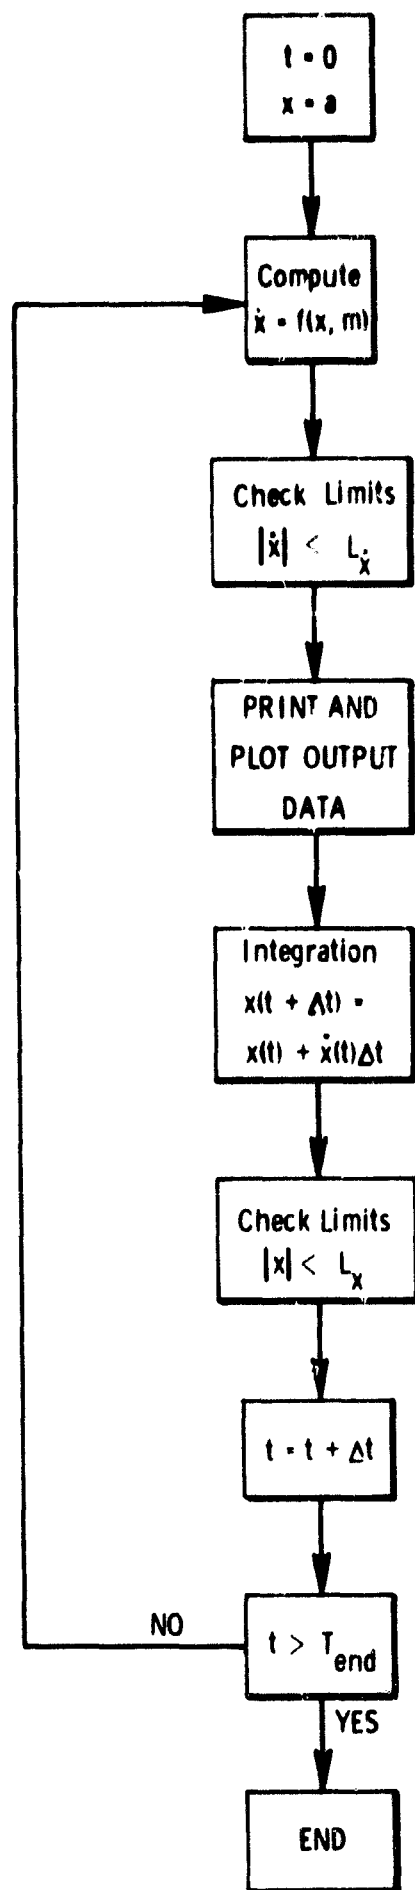 t = 0
x = a
Compute
ẋ = f(x, m)
Check Limits
|ẋ| < Lẋ
PRINT AND
PLOT OUTPUT
DATA
Integration
x(t + Δt) =
x(t) + ẋ(t)Δt
Check Limits
|x| < Lx
t = t + Δt
NO
t > Tend
YES
END